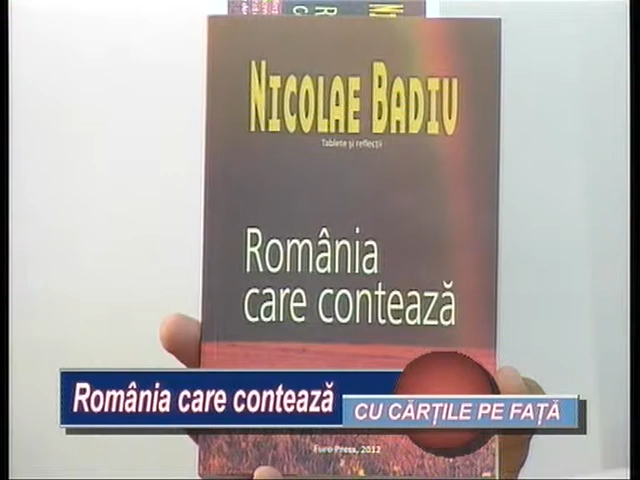 NICOLAE BADIU
Tablete și reflecții
România
care contează
România care contează
CU CĂRȚILE PE FAȚĂ
Euro Press, 2012